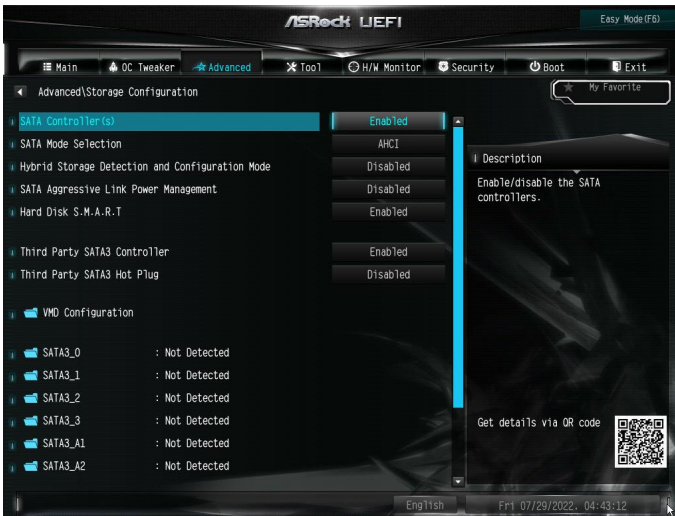 ASRock UEFI
Easy Mode(F6)
Main OC Tweaker Advanced Tool H/W Monitor Security Boot Exit
Advanced\Storage Configuration
My Favorite
SATA Controller(s) Enabled
SATA Mode Selection AHCI
Hybrid Storage Detection and Configuration Mode Disabled
SATA Aggressive Link Power Management Disabled
Hard Disk S.M.A.R.T Enabled
Third Party SATA3 Controller Enabled
Third Party SATA3 Hot Plug Disabled
VMD Configuration
SATA3_0 : Not Detected
SATA3_1 : Not Detected
SATA3_2 : Not Detected
SATA3_3 : Not Detected
SATA3_A1 : Not Detected
SATA3_A2 : Not Detected
Description
Enable/disable the SATA
controllers.
Get details via QR code
English
Fri 07/29/2022. 04:43:12